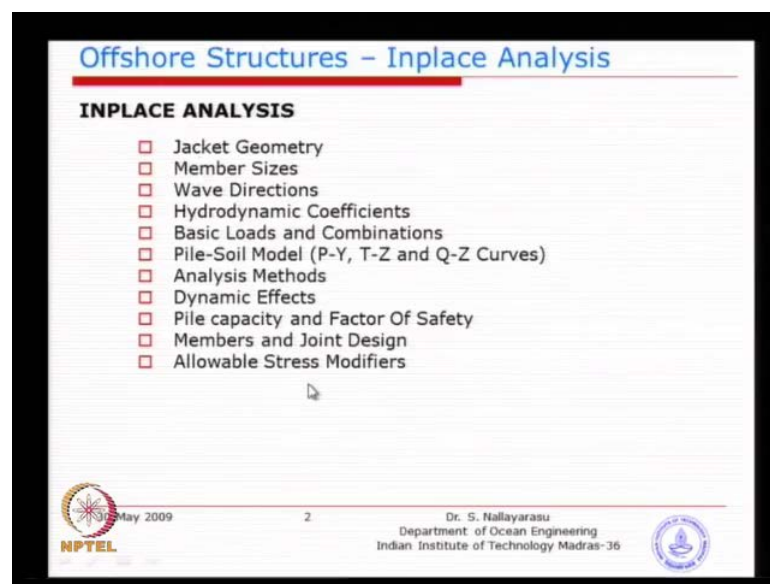 Offshore Structures – Inplace Analysis
INPLACE ANALYSIS
Jacket Geometry
Member Sizes
Wave Directions
Hydrodynamic Coefficients
Basic Loads and Combinations
Pile-Soil Model (P-Y, T-Z and Q-Z Curves)
Analysis Methods
Dynamic Effects
Pile capacity and Factor Of Safety
Members and Joint Design
Allowable Stress Modifiers
May 2009
2
Dr. S. Nallayarasu
Department of Ocean Engineering
Indian Institute of Technology Madras-36
NPTEL